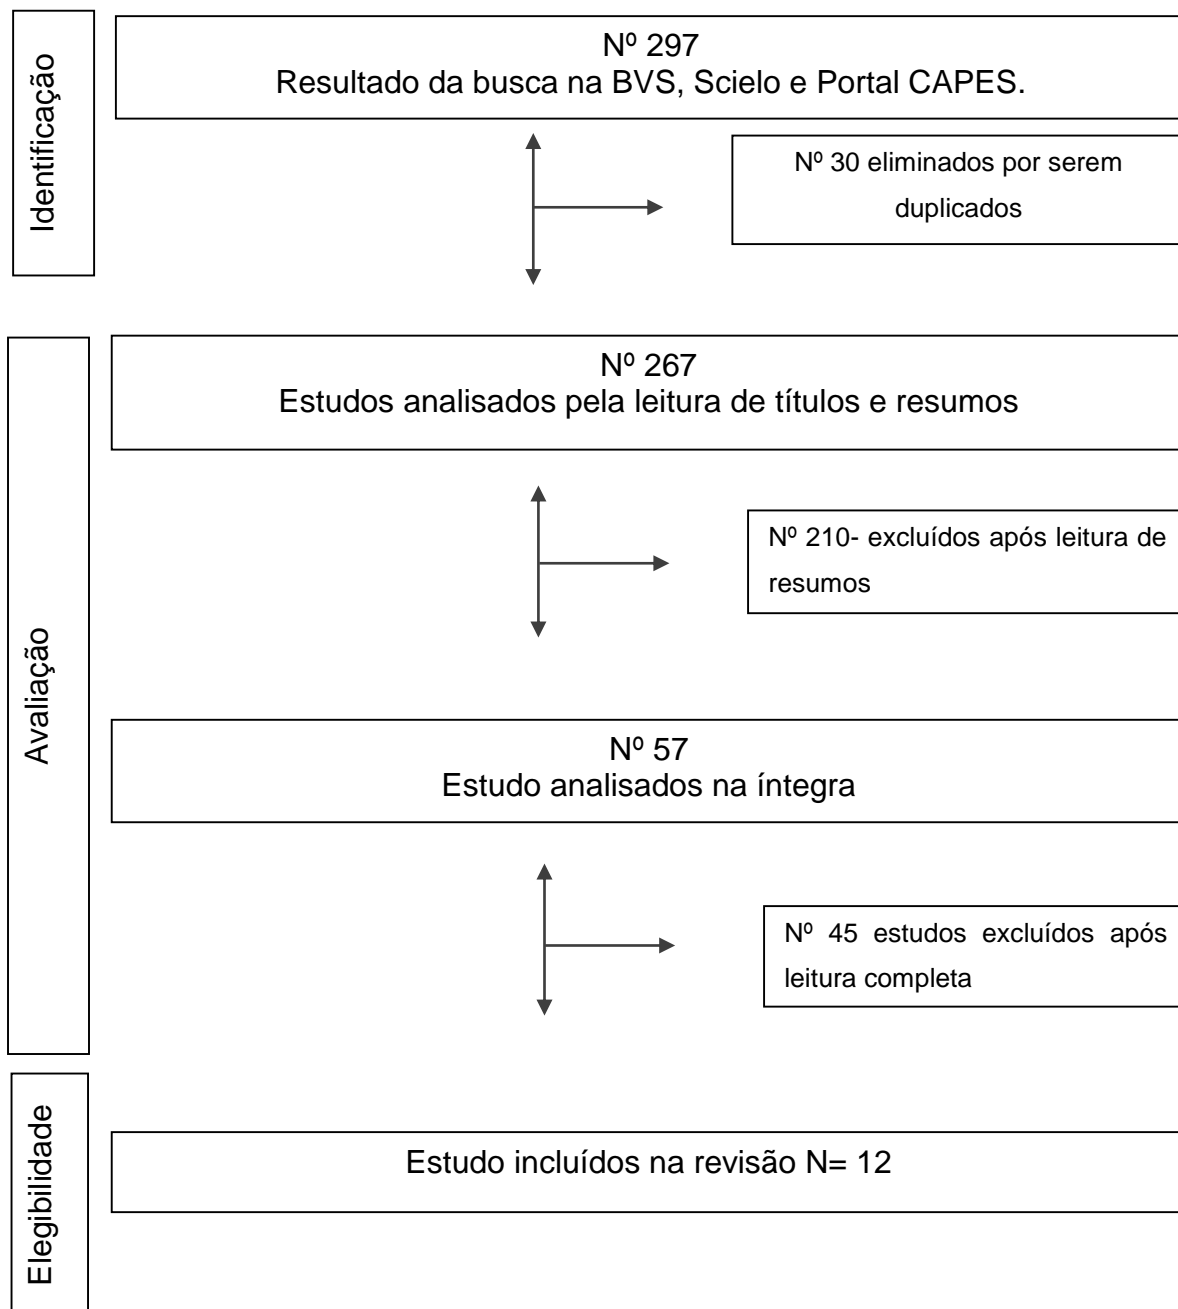 Identificação
Nº 297
Resultado da busca na BVS, Scielo e Portal CAPES.
Nº 30 eliminados por serem
duplicados
Avaliação
Nº 267
Estudos analisados pela leitura de títulos e resumos
Nº 210- excluídos após leitura de
resumos
Nº 57
Estudo analisados na íntegra
Nº 45 estudos excluídos após
leitura completa
Elegibilidade
Estudo incluídos na revisão N= 12